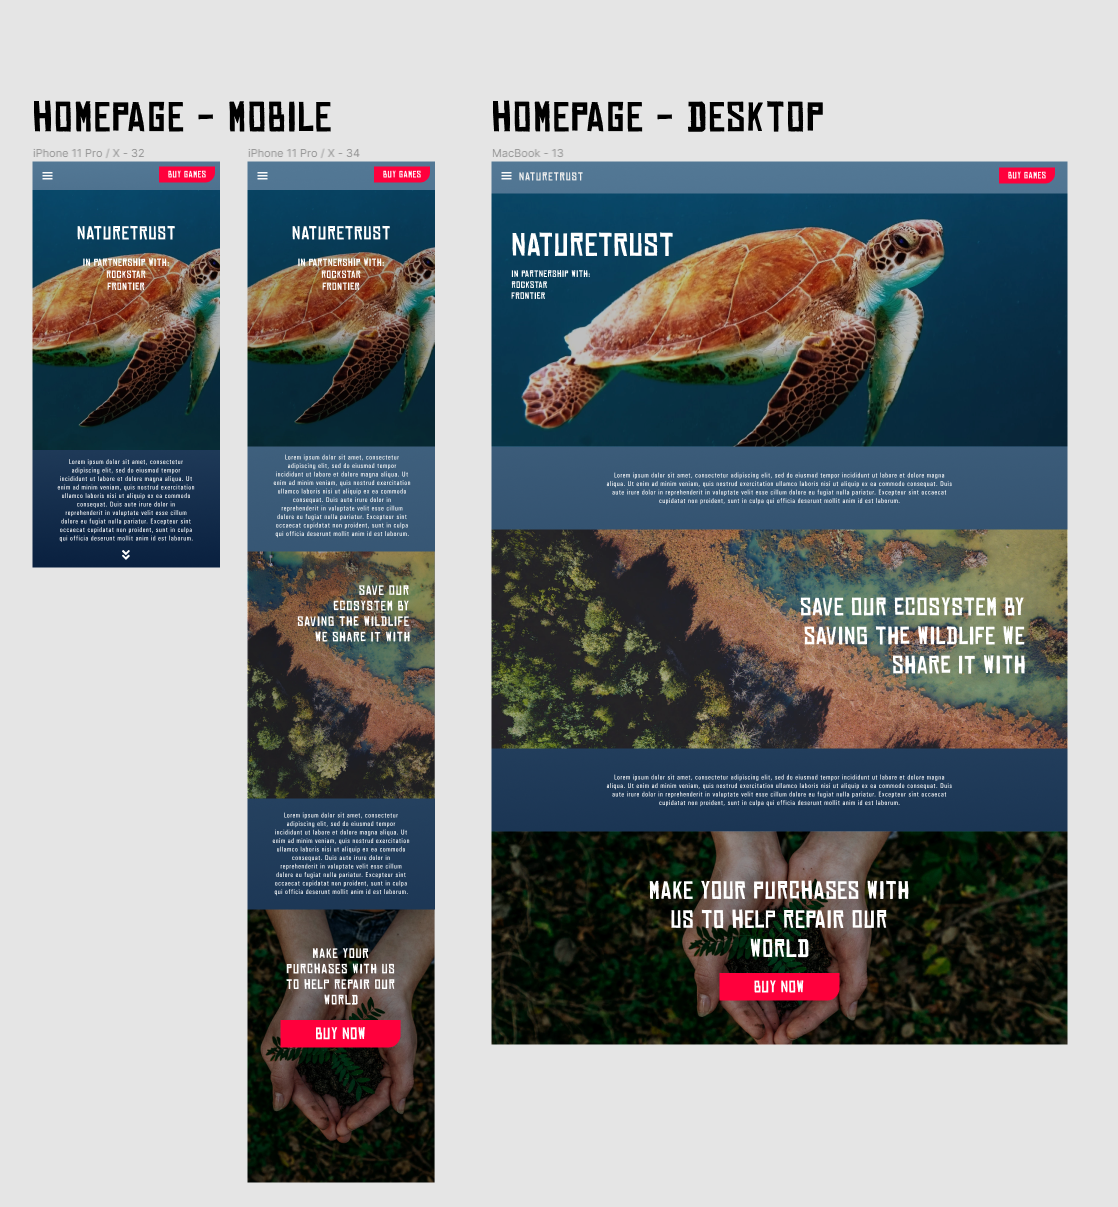 HOMEPAGE - MOBILE
HOMEPAGE - DESKTOP
iPhone 11 Pro / X - 32
BUY GAMES
NATURETRUST
IN PARTNERSHIP WITH:
ROCKSTAR
FRONTIER
Lorem ipsum dolor sit amet, consectetur
adipiscing elit, sed do eiusmod tempor
incididunt ut labore et dolore magna aliqua. Ut
enim ad minim veniam, quis nostrud exercitation
ullamco laboris nisi ut aliquip ex ea commodo
consequat. Duis aute irure dolor in
reprehenderit in voluptate velit esse cillum
dolore eu fugiat nulla pariatur. Excepteur sint
occaecat cupidatat non proident, sunt in culpa
qui officia deserunt mollit anim id est laborum.
iPhone 11 Pro / X - 34
BUY GAMES
NATURETRUST
IN PARTNERSHIP WITH:
ROCKSTAR
FRONTIER
Lorem ipsum dolor sit amet, consectetur
adipiscing elit, sed do eiusmod tempor
incididunt ut labore et dolore magna aliqua. Ut
enim ad minim veniam, quis nostrud exercitation
ullamco laboris nisi ut aliquip ex ea commodo
consequat. Duis aute irure dolor in
reprehenderit in voluptate velit esse cillum
dolore eu fugiat nulla pariatur. Excepteur sint
occaecat cupidatat non proident, sunt in culpa
qui officia deserunt mollit anim id est laborum.
SAVE OUR
ECOSYSTEM BY
SAVING THE WILDLIFE
WE SHARE IT WITH
Lorem ipsum dolor sit amet, consectetur
adipiscing elit, sed do eiusmod tempor
incididunt ut labore et dolore magna aliqua. Ut
enim ad minim veniam, quis nostrud exercitation
ullamco laboris nisi ut aliquip ex ea commodo
consequat. Duis aute irure dolor in
reprehenderit in voluptate velit esse cillum
dolore eu fugiat nulla pariatur. Excepteur sint
occaecat cupidatat non proident, sunt in culpa
qui officia deserunt mollit anim id est laborum.
MAKE YOUR
PURCHASES WITH US
TO HELP REPAIR OUR
WORLD
BUY NOW
MacBook - 13
NATURETRUST
BUY GAMES
NATURETRUST
IN PARTNERSHIP WITH:
ROCKSTAR
FRONTIER
Lorem ipsum dolor sit amet, consectetur adipiscing elit, sed do eiusmod tempor incididunt ut labore et dolore magna
aliqua. Ut enim ad minim veniam, quis nostrud exercitation ullamco laboris nisi ut aliquip ex ea commodo consequat. Duis
aute irure dolor in reprehenderit in voluptate velit esse cillum dolore eu fugiat nulla pariatur. Excepteur sint occaecat
cupidatat non proident, sunt in culpa qui officia deserunt mollit anim id est laborum.
SAVE OUR ECOSYSTEM BY
SAVING THE WILDLIFE WE
SHARE IT WITH
Lorem ipsum dolor sit amet, consectetur adipiscing elit, sed do eiusmod tempor incididunt ut labore et dolore magna
aliqua. Ut enim ad minim veniam, quis nostrud exercitation ullamco laboris nisi ut aliquip ex ea commodo consequat. Duis
aute irure dolor in reprehenderit in voluptate velit esse cillum dolore eu fugiat nulla pariatur. Excepteur sint occaecat
cupidatat non proident, sunt in culpa qui officia deserunt mollit anim id est laborum.
MAKE YOUR PURCHASES WITH
US TO HELP REPAIR OUR
WORLD
BUY NOW